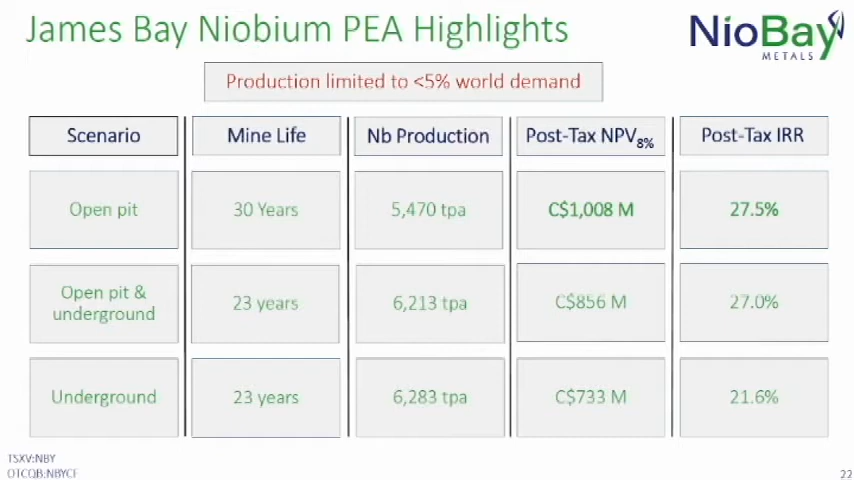 James Bay Niobium PEA Highlights
NioBay
METALS
Production limited to <5% world demand
Scenario Mine Life Nb Production Post-Tax NPV8% Post-Tax IRR
Open pit 30 Years 5,470 tpa C$1,008 M 27.5%
Open pit &
underground 23 years 6,213 tpa C$856 M 27.0%
Underground 23 years 6,283 tpa C$733 M 21.6%
TSXV:NBY
OTCQB:NBYCF
22